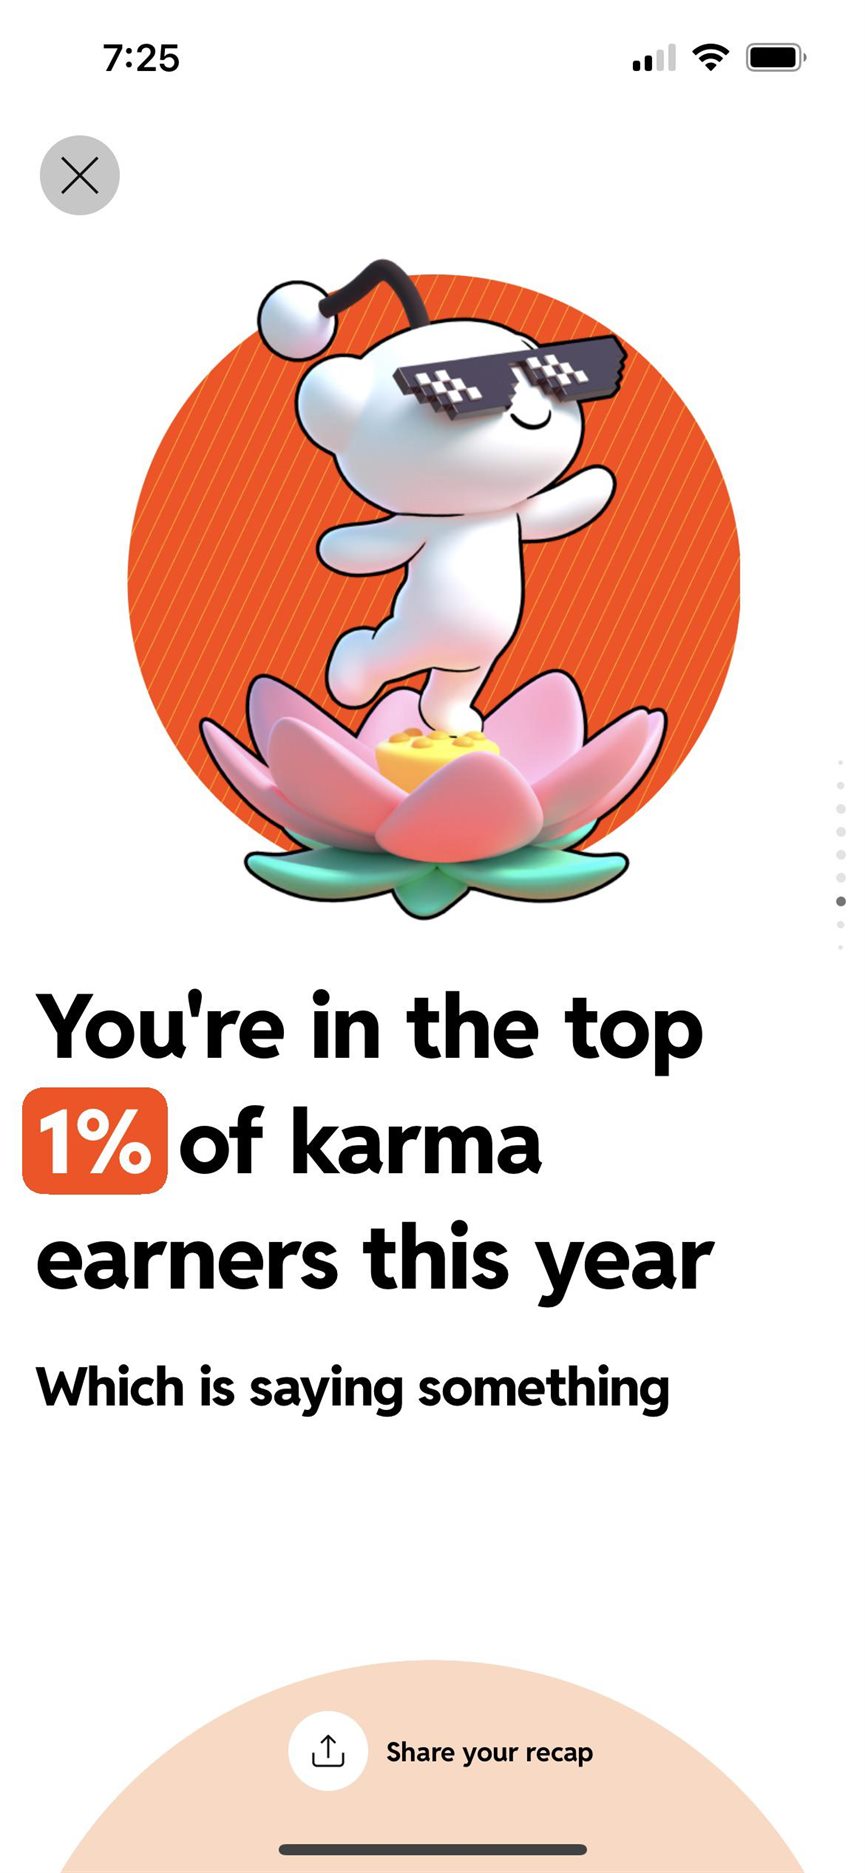 7:25
You're in the top
1% of karma
earners this year
Which is saying something
Share your recap